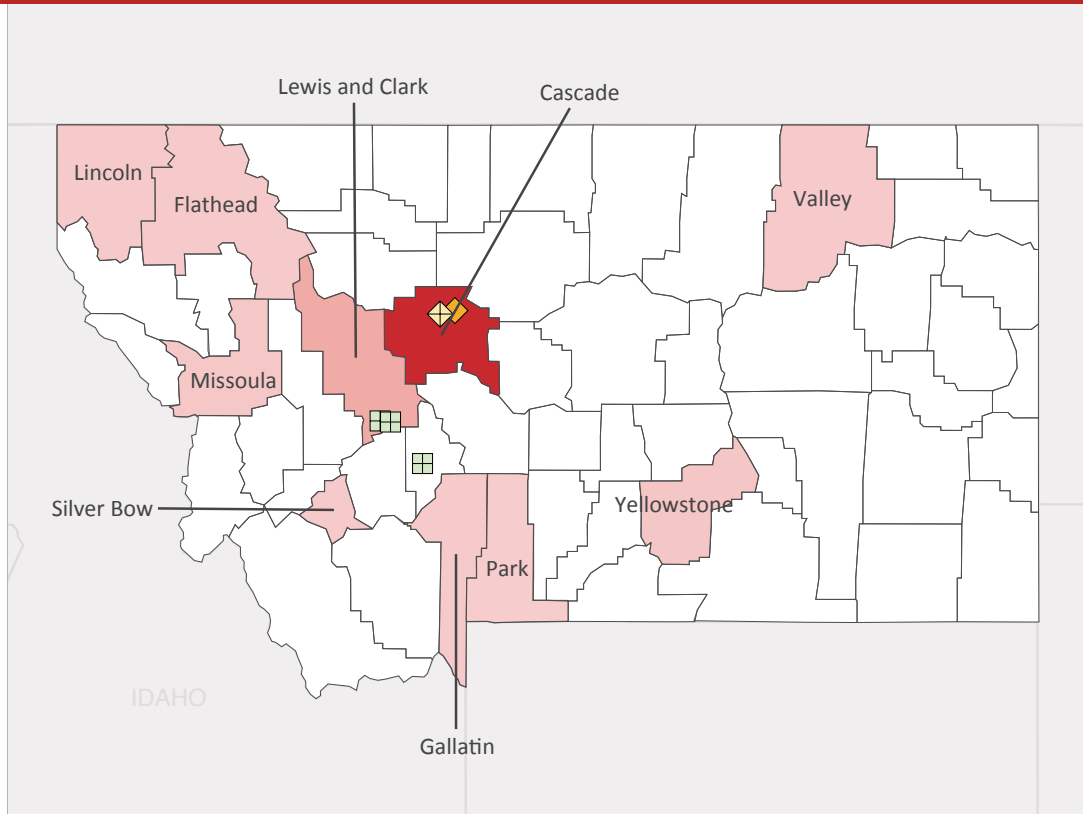 Lewis and Clark
Cascade
Lincoln
Flathead
Valley
Missoula
Silver Bow
Yellowstone
Park
IDAHO
Gallatin